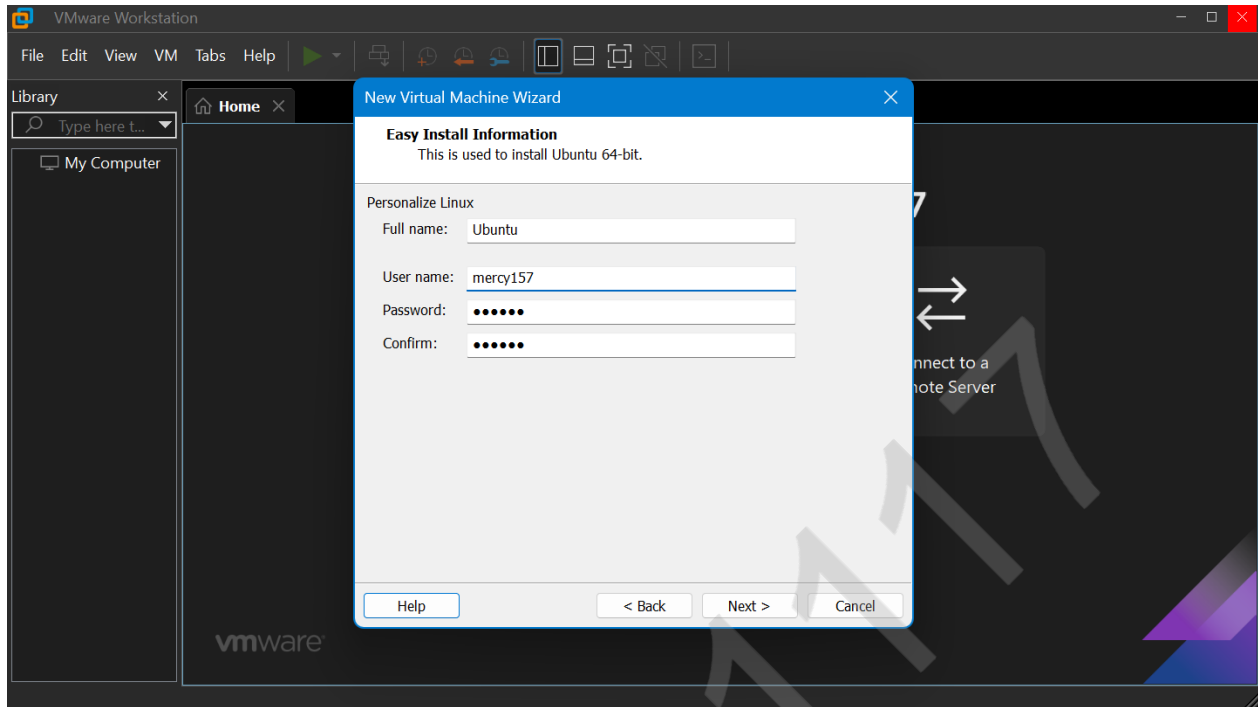 VMware Workstation
File Edit View VM Tabs Help
Library
Type here t...
My Computer
Home
New Virtual Machine Wizard
Easy Install Information
This is used to install Ubuntu 64-bit.
Personalize Linux
Full name: Ubuntu
User name: mercy157
Password: ●●●●●●
Confirm: ●●●●●●
7
nnect to a
note Server
Help < Back Next > Cancel
vmware
117